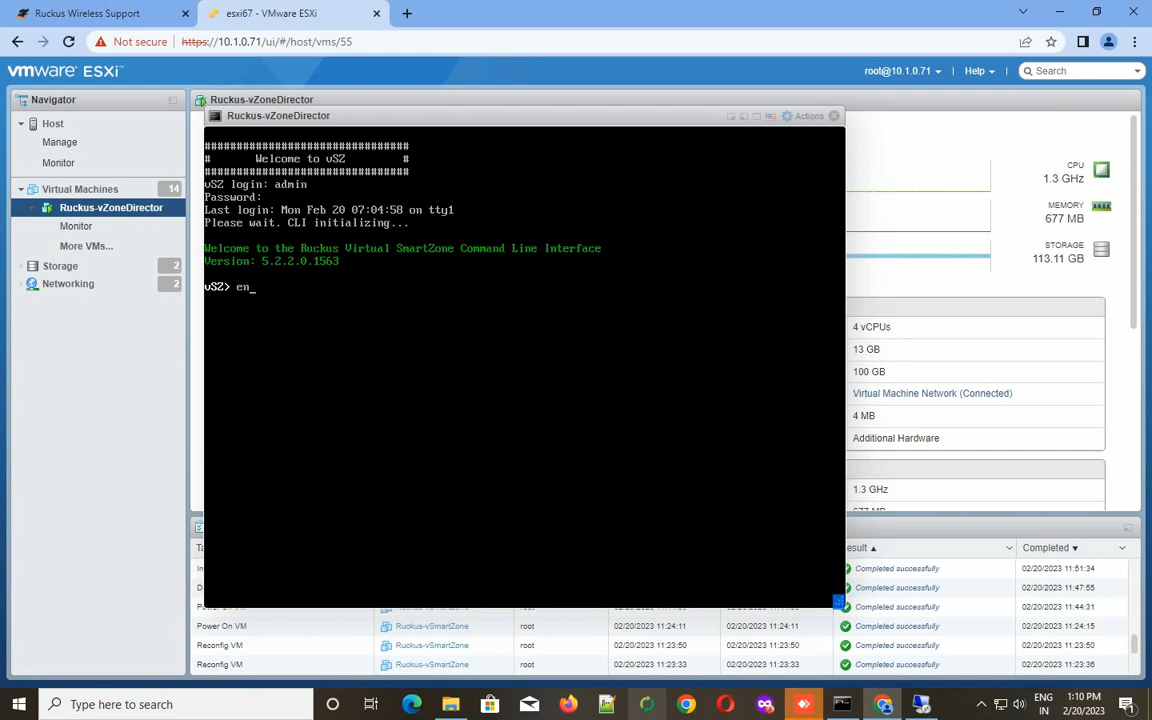 Ruckus Wireless Support
esxi67 - VMware ESXi
Not secure
https://10.1.0.71/ui/#/host/vms/55
vmware ESXi™
root@10.1.0.71
Help
Search
Navigator
Ruckus-vZoneDirector
Host
Manage
Monitor
Virtual Machines
14
Ruckus-vZoneDirector
Monitor
More VMs...
Storage
2
Networking
2
Ruckus-vZoneDirector
Actions
#################################
# Welcome to vSZ #
#################################
vSZ login: admin
Password:
Last login: Mon Feb 20 07:04:58 on tty1
Please wait. CLI initializing...
Welcome to the Ruckus Virtual SmartZone Command Line Interface
Version: 5.2.2.0.1563
vSZ> en_
CPU
1.3 GHz
MEMORY
677 MB
STORAGE
113.11 GB
4 vCPUs
13 GB
100 GB
Virtual Machine Network (Connected)
4 MB
Additional Hardware
1.3 GHz
Completed
Completed successfully
02/20/2023 11:51:34
Completed successfully
02/20/2023 11:47:55
Completed successfully
02/20/2023 11:44:31
Power On VM
Ruckus-vSmartZone
root
02/20/2023 11:24:11
02/20/2023 11:24:11
Completed successfully
02/20/2023 11:24:15
Reconfig VM
Ruckus-vSmartZone
root
02/20/2023 11:23:50
02/20/2023 11:23:50
Completed successfully
02/20/2023 11:23:50
Reconfig VM
Ruckus-vSmartZone
root
02/20/2023 11:23:33
02/20/2023 11:23:33
Completed successfully
02/20/2023 11:23:36
Type here to search
ENG
IN
1:10 PM
2/20/2023